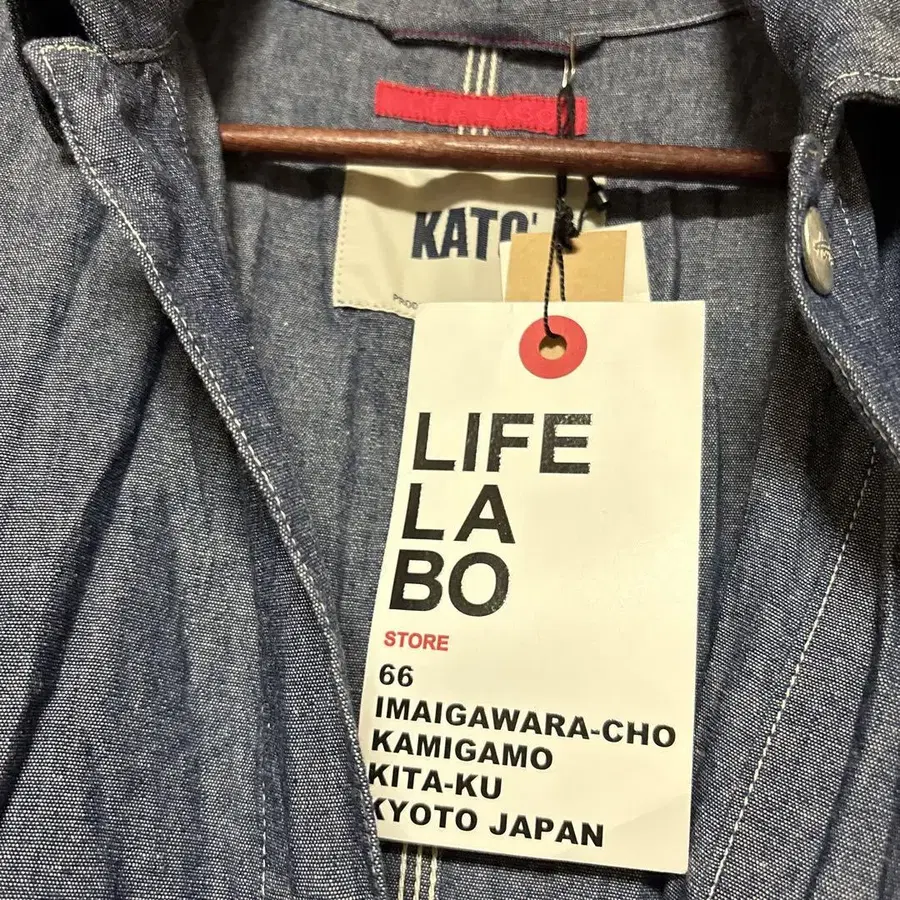 KATO'
LIFE
LA
BO
STORE
66
IMAIGAWARA-CHO
KAMIGAMO
KITA-KU
KYOTO JAPAN